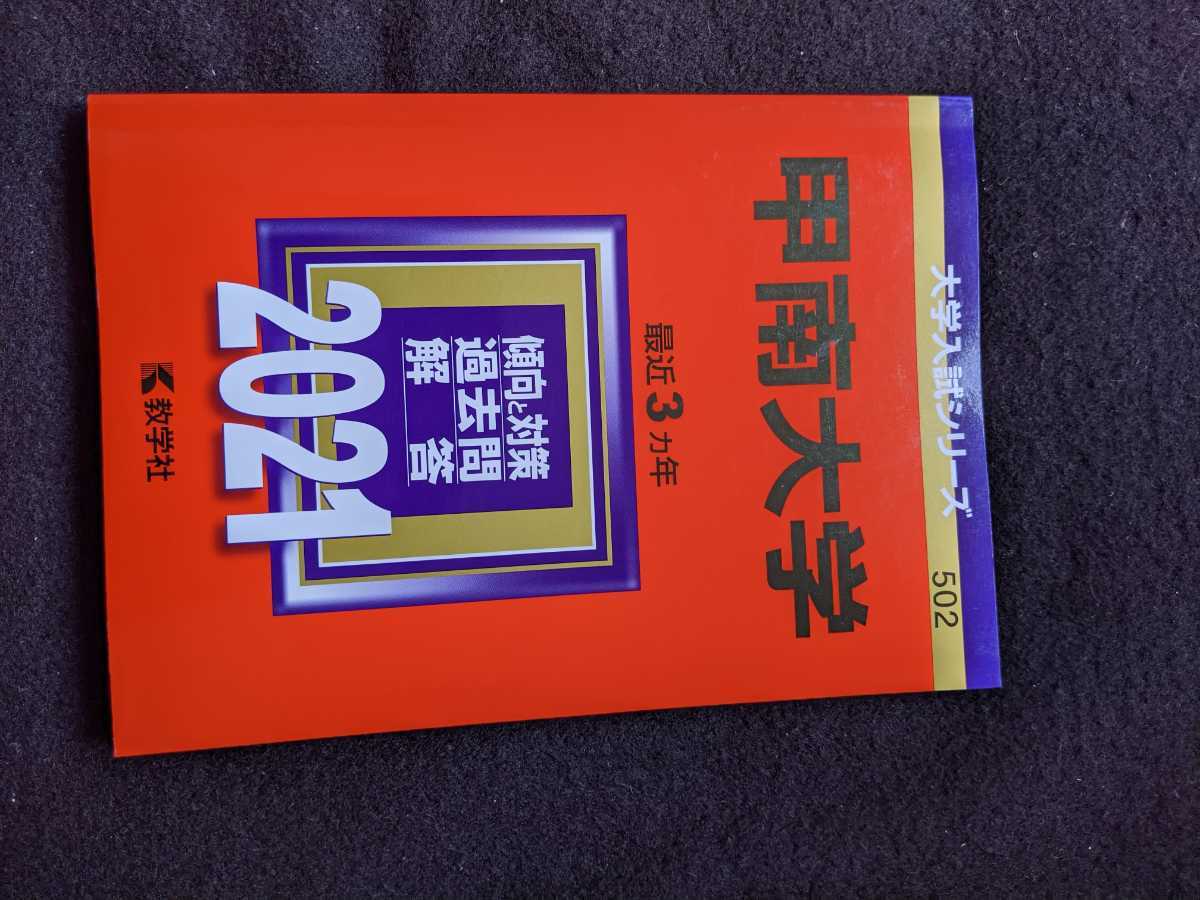 大学入試シリーズ
502
甲南大学
最近3カ年
傾向と対策
過去問
解答
2021
教学社